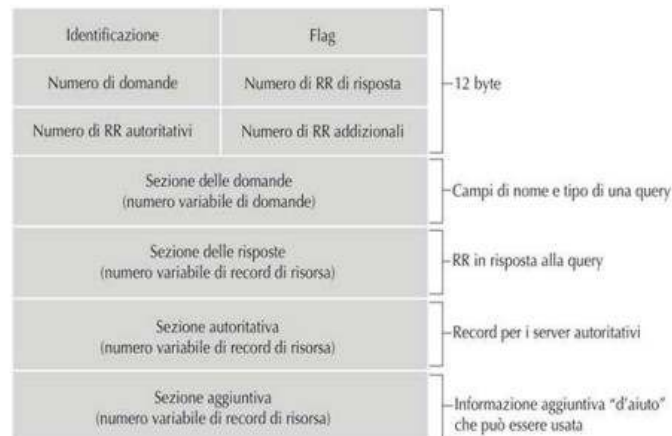 Identificazione Flag
Numero di domande Numero di RR di risposta
12 byte
Numero di RR autoritativi Numero di RR addizionali
Sezione delle domande
(numero variabile di domande)
Campi di nome e tipo di una query
Sezione delle risposte
(numero variabile di record di risorsa)
RR in risposta alla query
Sezione autoritativa
(numero variabile di record di risorsa)
Record per i server autoritativi
Sezione aggiuntiva
(numero variabile di record di risorsa)
Informazione aggiuntiva “d’aiuto”
che può essere usata